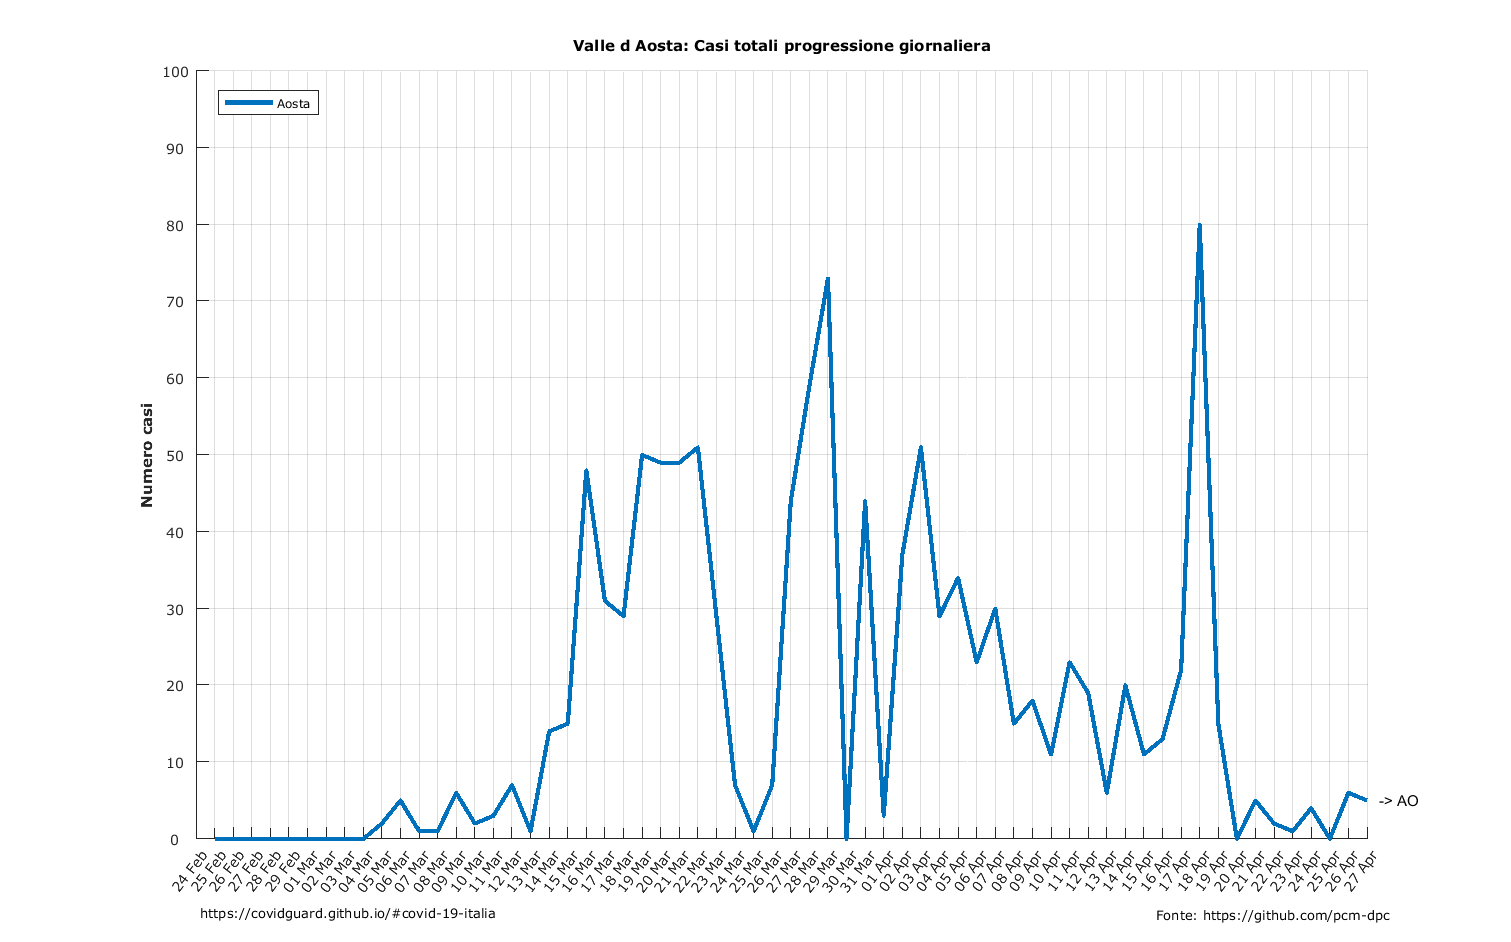 Valle d Aosta: Casi totali progressione giornaliera
Aosta
Numero casi
100
90
80
70
60
50
40
30
20
10
0
-> AO
24 Feb
25 Feb
26 Feb
27 Feb
28 Feb
29 Feb
01 Mar
02 Mar
03 Mar
04 Mar
05 Mar
06 Mar
07 Mar
08 Mar
09 Mar
10 Mar
11 Mar
12 Mar
13 Mar
14 Mar
15 Mar
16 Mar
17 Mar
18 Mar
19 Mar
20 Mar
21 Mar
22 Mar
23 Mar
24 Mar
25 Mar
26 Mar
27 Mar
28 Mar
29 Mar
30 Mar
31 Mar
01 Apr
02 Apr
03 Apr
04 Apr
05 Apr
06 Apr
07 Apr
08 Apr
09 Apr
10 Apr
11 Apr
12 Apr
13 Apr
14 Apr
15 Apr
16 Apr
17 Apr
18 Apr
19 Apr
20 Apr
21 Apr
22 Apr
23 Apr
24 Apr
25 Apr
26 Apr
27 Apr
https://covidguard.github.io/#covid-19-italia
Fonte: https://github.com/pcm-dpc